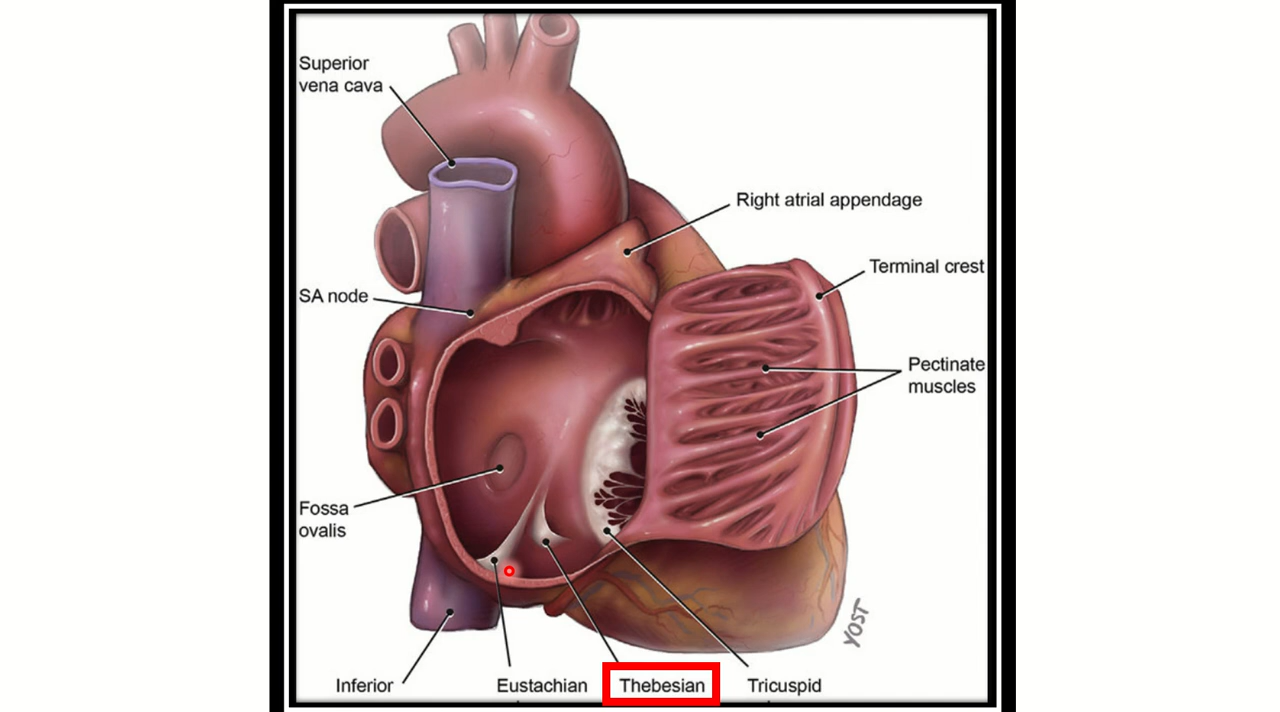 Superior
vena cava
Right atrial appendage
Terminal crest
SA node
Pectinate
muscles
Fossa
ovalis
YOST
Inferior
Eustachian
Thebesian
Tricuspid